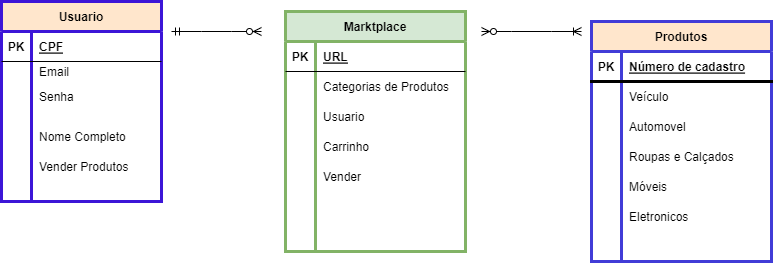 Usuario
PK CPF
Email
Senha
Nome Completo
Vender Produtos
Marktplace
PK URL
Categorias de Produtos
Usuario
Carrinho
Vender
Produtos
PK Número de cadastro
Veículo
Automovel
Roupas e Calçados
Móveis
Eletronicos